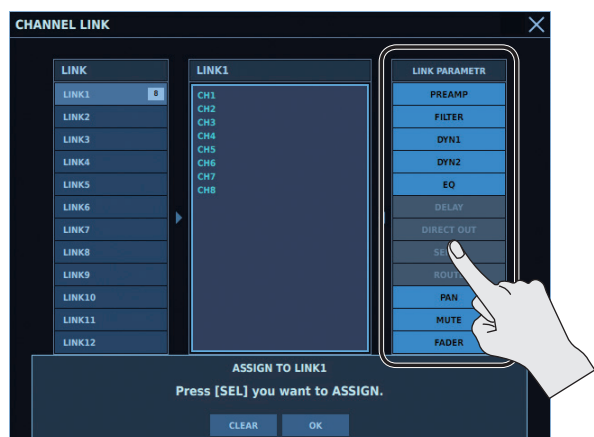 CHANNEL LINK
LINK
LINK1 8
LINK2
LINK3
LINK4
LINK5
LINK6
LINK7
LINK8
LINK9
LINK10
LINK11
LINK12
LINK1
CH1
CH2
CH3
CH4
CH5
CH6
CH7
CH8
LINK PARAMETR
PREAMP
FILTER
DYN1
DYN2
EQ
DELAY
DIRECT OUT
PAN
MUTE
FADER
ASSIGN TO LINK1
Press [SEL] you want to ASSIGN.
CLEAR OK